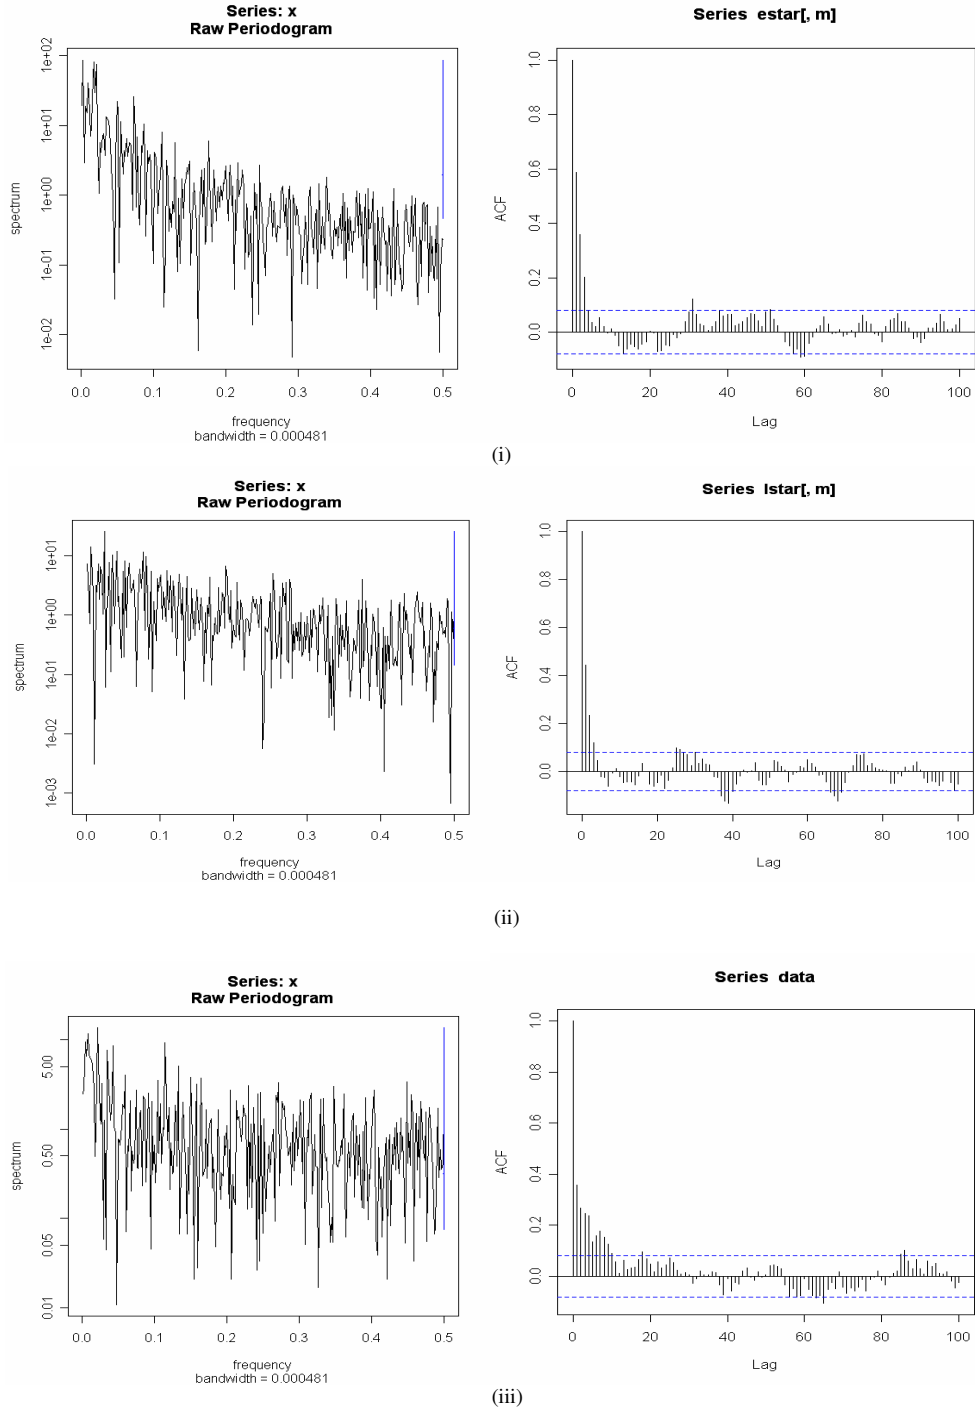 Series: x
Raw Periodogram
spectrum
1e+02
1e+01
1e+00
1e-01
1e-02
0.0 0.1 0.2 0.3 0.4 0.5
frequency
bandwidth = 0.000481
Series estar[, m]
ACF
1.0
0.8
0.6
0.4
0.2
0.0
0 20 40 60 80 100
Lag
(i)
Series: x
Raw Periodogram
spectrum
1e+01
1e+00
1e-01
1e-02
1e-03
0.0 0.1 0.2 0.3 0.4 0.5
frequency
bandwidth = 0.000481
Series lstar[, m]
ACF
1.0
0.8
0.6
0.4
0.2
0.0
0 20 40 60 80 100
Lag
(ii)
Series: x
Raw Periodogram
spectrum
5.00
0.50
0.05
0.01
0.0 0.1 0.2 0.3 0.4 0.5
frequency
bandwidth = 0.000481
Series data
ACF
1.0
0.8
0.6
0.4
0.2
0.0
0 20 40 60 80 100
Lag
(iii)